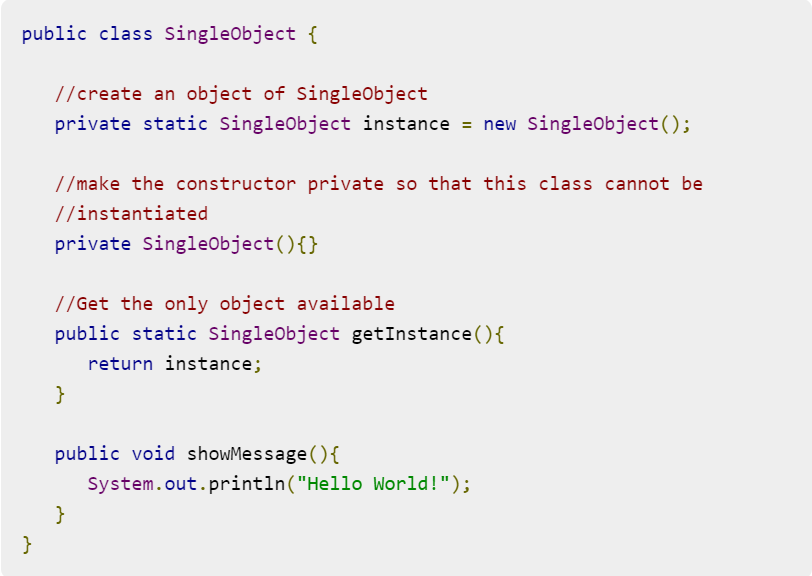 public class SingleObject {
//create an object of SingleObject
private static SingleObject instance = new SingleObject();
//make the constructor private so that this class cannot be
//instantiated
private SingleObject(){}
//Get the only object available
public static SingleObject getInstance(){
return instance;
}
public void showMessage(){
System.out.println("Hello World!");
}
}